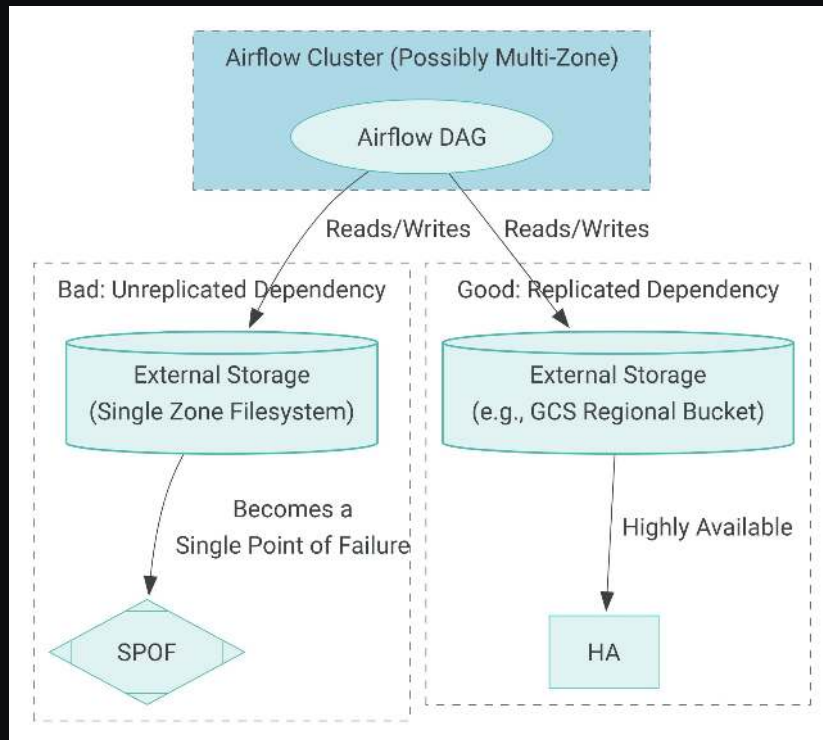 Airflow Cluster (Possibly Multi-Zone)
Airflow DAG
Reads/Writes
Reads/Writes
Bad: Unreplicated Dependency
External Storage
(Single Zone Filesystem)
Becomes a
Single Point of Failure
SPOF
Good: Replicated Dependency
External Storage
(e.g., GCS Regional Bucket)
Highly Available
HA